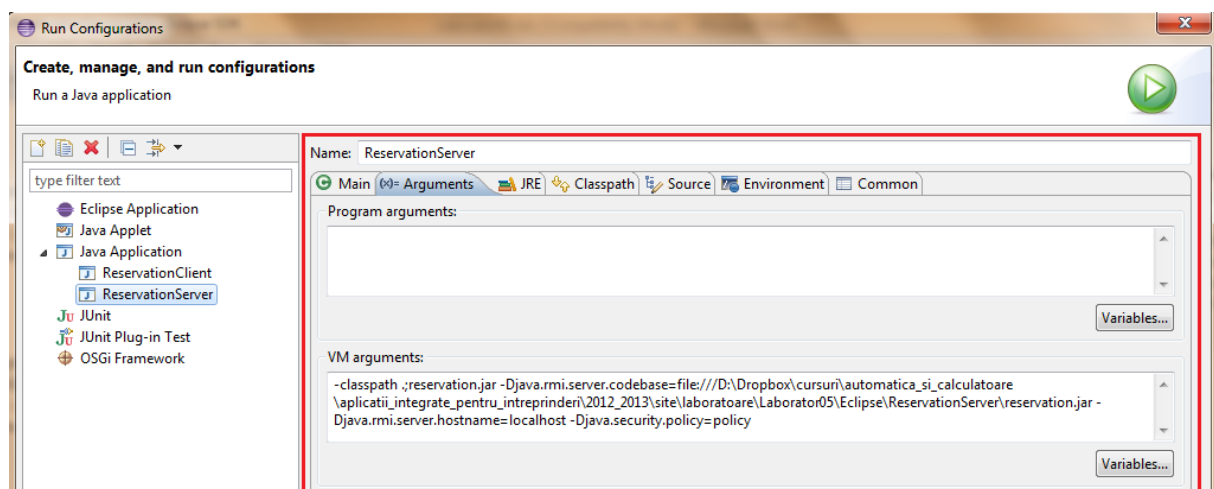 Run Configurations
Create, manage, and run configurations
Run a Java application
type filter text
Eclipse Application
Java Applet
Java Application
ReservationClient
ReservationServer
JUnit
JUnit Plug-in Test
OSGi Framework
Name: ReservationServer
Main (x)= Arguments JRE Classpath Source Environment Common
Program arguments:
Variables...
VM arguments:
-classpath .;reservation.jar -Djava.rmi.server.codebase=file:///D:\Dropbox\cursuri\automatica_si_calculatoare
\aplicatii_integrate_pentru_intreprinderi\2012_2013\site\laboratoare\Laborator05\Eclipse\ReservationServer\reservation.jar -
Djava.rmi.server.hostname=localhost -Djava.security.policy=policy
Variables...